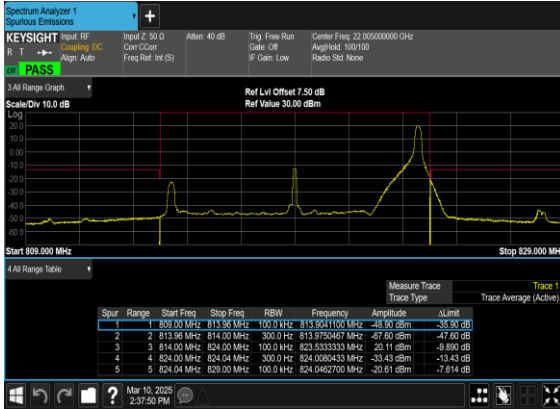 Spectrum Analyzer 1
Spurious Emissions
+
KEYSIGHT
R T
LXI
PASS
Input: RF
Coupling: DC
Align: Auto
Input Z: 50 Ω
Corr CCorr
Freq Ref: Int (S)
Atten: 40 dB
Trig: Free Run
Gate: Off
IF Gain: Low
Center Freq: 22.005000000 GHz
Avg|Hold: 100/100
Radio Std: None
3 All Range Graph
Scale/Div 10.0 dB
Ref Lvl Offset 7.50 dB
Ref Value 30.00 dBm
Log
20.0
10.0
0.00
-10.0
-20.0
-30.0
-40.0
-50.0
-60.0
Start 809.000 MHz
Stop 829.000 MH
4 All Range Table
Measure Trace Trace 1
Trace Type Trace Average (Active)
Spur Range Start Freq Stop Freq RBW Frequency Amplitude ΔLimit
1 1 809.00 MHz 813.96 MHz 100.0 kHz 813.9041100 MHz -48.90 dBm -35.90 dB
2 2 813.96 MHz 814.00 MHz 300.0 Hz 813.9750467 MHz -67.60 dBm -47.60 dB
3 3 814.00 MHz 824.00 MHz 100.0 kHz 823.5333333 MHz 20.11 dBm -9.890 dB
4 4 824.00 MHz 824.04 MHz 300.0 Hz 824.0080433 MHz -33.43 dBm -13.43 dB
5 5 824.04 MHz 829.00 MHz 100.0 kHz 824.0462700 MHz -20.61 dBm -7.614 dB
?
Mar 10, 2025
2:37:50 PM